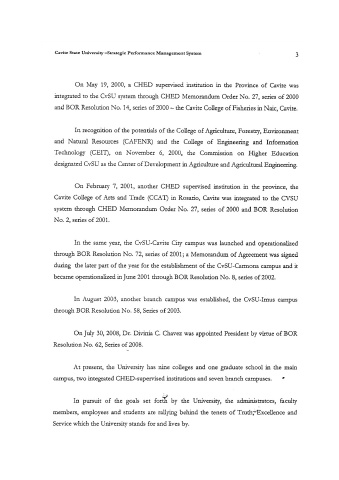 Cavite State University –Strategic Performance Management System
3
On May 19, 2000, a CHED supervised institution in the Province of Cavite was
integrated to the CvSU system through CHED Memorandum Order No. 27, series of 2000
and BOR Resolution No. 14, series of 2000 – the Cavite College of Fisheries in Naic, Cavite.
In recognition of the potentials of the College of Agriculture, Forestry, Environment
and Natural Resources (CAFENR) and the College of Engineering and Information
Technology (CEIT), on November 6, 2000, the Commission on Higher Education
designated CvSU as the Center of Development in Agriculture and Agricultural Engineering.
On February 7, 2001, another CHED supervised institution in the province, the
Cavite College of Arts and Trade (CCAT) in Rosario, Cavite was integrated to the CVSU
system through CHED Memorandum Order No. 27, series of 2000 and BOR Resolution
No. 2, series of 2001.
In the same year, the CvSU-Cavite City campus was launched and operationalized
through BOR Resolution No. 72, series of 2001; a Memorandum of Agreement was signed
during the later part of the year for the establishment of the CvSU-Carmona campus and it
became operationalized in June 2001 through BOR Resolution No. 8, series of 2002.
In August 2003, another branch campus was established, the CvSU-Imus campus
through BOR Resolution No. 58, Series of 2003.
On July 30, 2008, Dr. Divinia C. Chavez was appointed President by virtue of BOR
Resolution No. 62, Series of 2008.
At present, the University has nine colleges and one graduate school in the main
campus, two integrated CHED-supervised institutions and seven branch campuses.
In pursuit of the goals set forth by the University, the administrators, faculty
members, employees and students are rallying behind the tenets of Truth, Excellence and
Service which the University stands for and lives by.